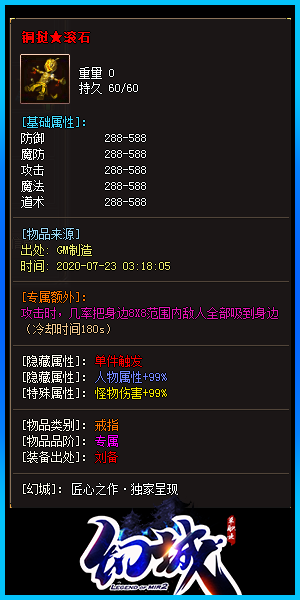 滚石
重量 0
持久 60/60
[基础属性]:
防御 288-588
魔防 288-588
攻击 288-588
魔法 288-588
道术 288-588
[物品来源]
出处: GM制造
时间: 2020-07-23 03:18:05
[专属额外]:
攻击时,几率把身边8X8范围内敌人全部吸到身边
(冷却时间180s)
[隐藏属性]: 单件触发
[隐藏属性]: 人物属性+99%
[特殊属性]: 怪物伤害+99%
[物品类别]: 戒指
[物品品阶]: 专属
[装备出处]: 刘备
[幻城]: 匠心之作·独家呈现
幻城
LEGEND OF MIR2